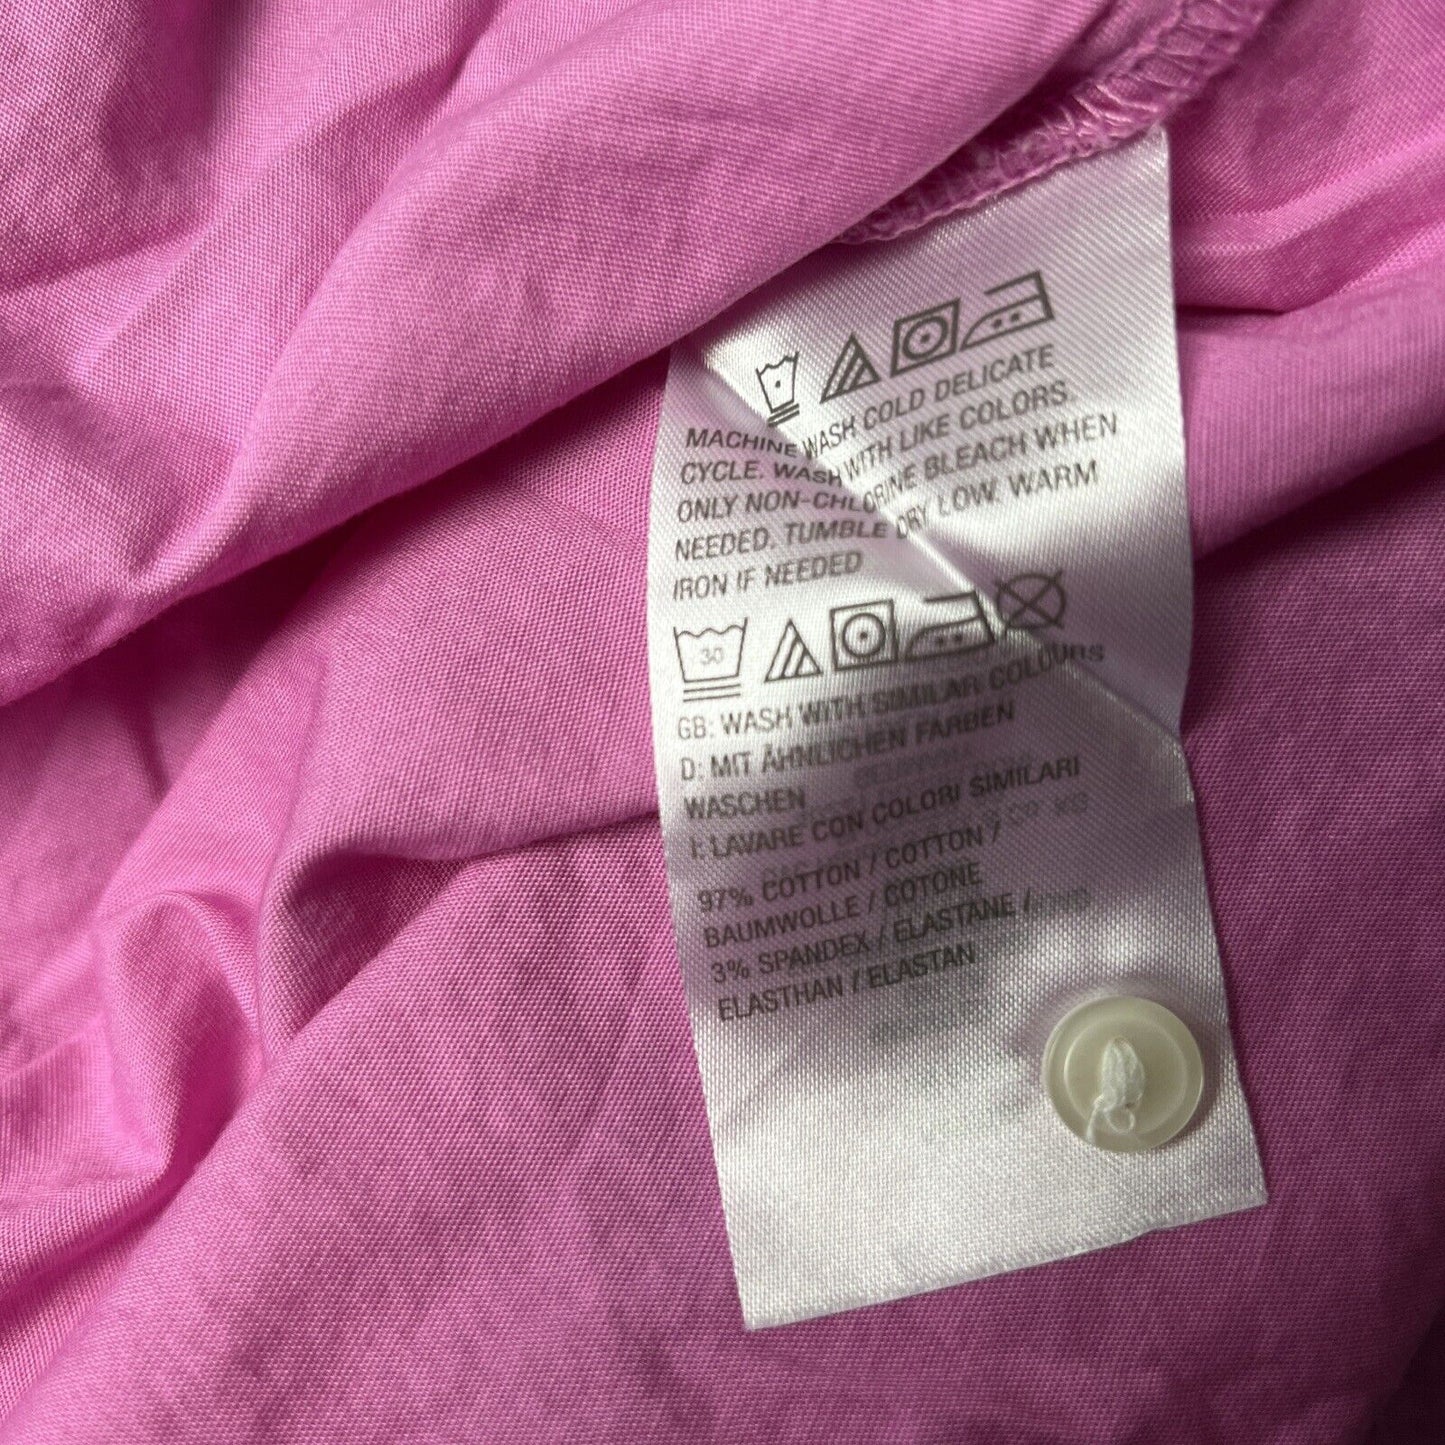 MACHINE WASH COLD DELICATE
CYCLE. WASH WITH LIKE COLORS.
ONLY NON-CHLORINE BLEACH WHEN
NEEDED. TUMBLE DRY LOW. WARM
IRON IF NEEDED
30
GB: WASH WITH SIMILAR COLOURS
D: MIT ÄHNLICHEN FARBEN
WASCHEN
I: LAVARE CON COLORI SIMILARI
97% COTTON / COTTON /
BAUMWOLLE / COTONE
3% SPANDEX / ELASTANE /
ELASTHAN / ELASTAN